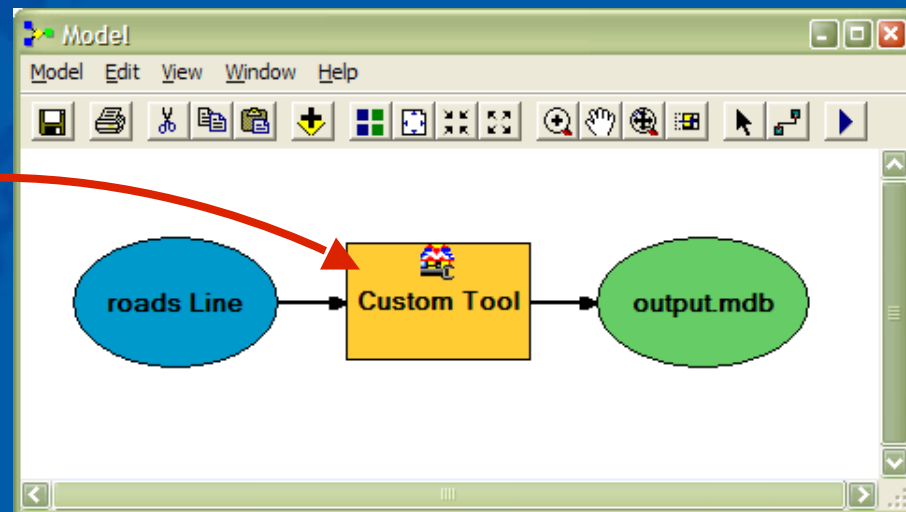 Model
Model Edit View Window Help
roads Line
Custom Tool
output.mdb